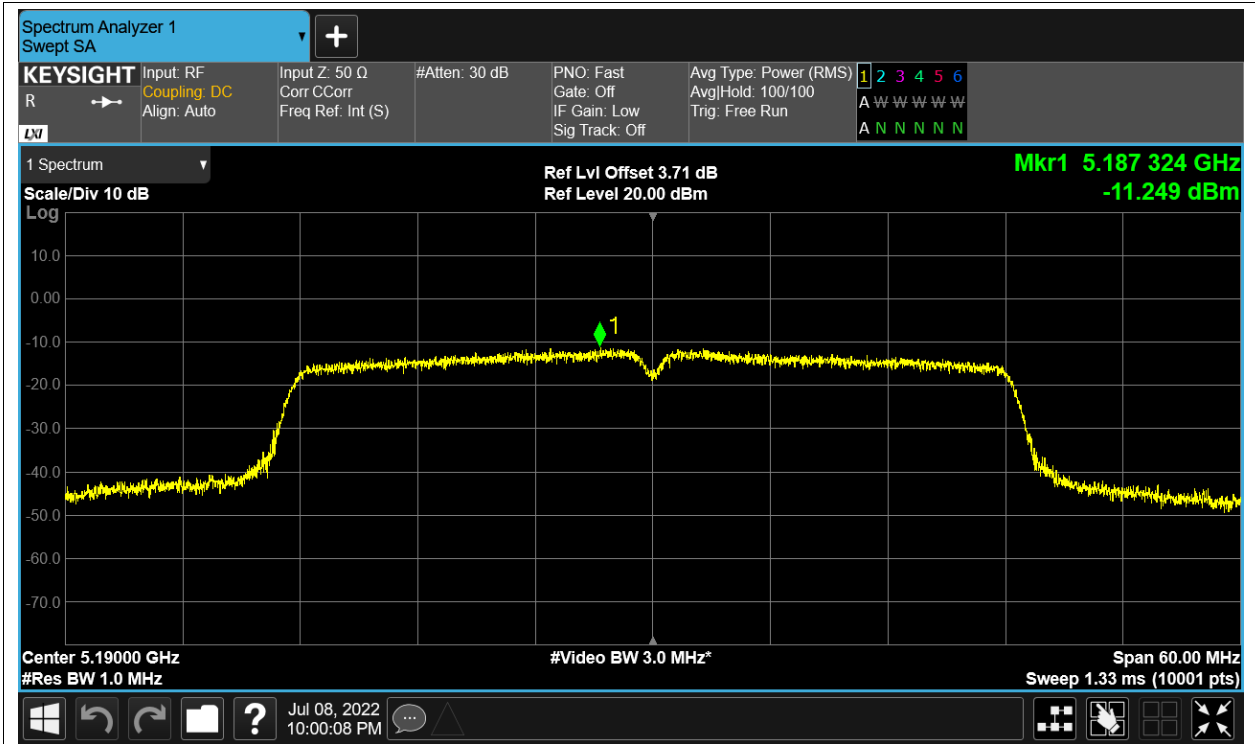 Spectrum Analyzer 1
Swept SA
KEYSIGHT
R
LXI
Input: RF
Coupling: DC
Align: Auto
Input Z: 50 Ω
Corr CCorr
Freq Ref: Int (S)
#Atten: 30 dB
PNO: Fast
Gate: Off
IF Gain: Low
Sig Track: Off
Avg Type: Power (RMS)
Avg|Hold: 100/100
Trig: Free Run
1 2 3 4 5 6
A W W W W W
A N N N N N
1 Spectrum
Scale/Div 10 dB
Log
Ref Lvl Offset 3.71 dB
Ref Level 20.00 dBm
Mkr1 5.187 324 GHz
-11.249 dBm
10.0
0.00
-10.0
-20.0
-30.0
-40.0
-50.0
-60.0
-70.0
1
Center 5.19000 GHz
#Res BW 1.0 MHz
#Video BW 3.0 MHz*
Span 60.00 MHz
Sweep 1.33 ms (10001 pts)
?
Jul 08, 2022
10:00:08 PM